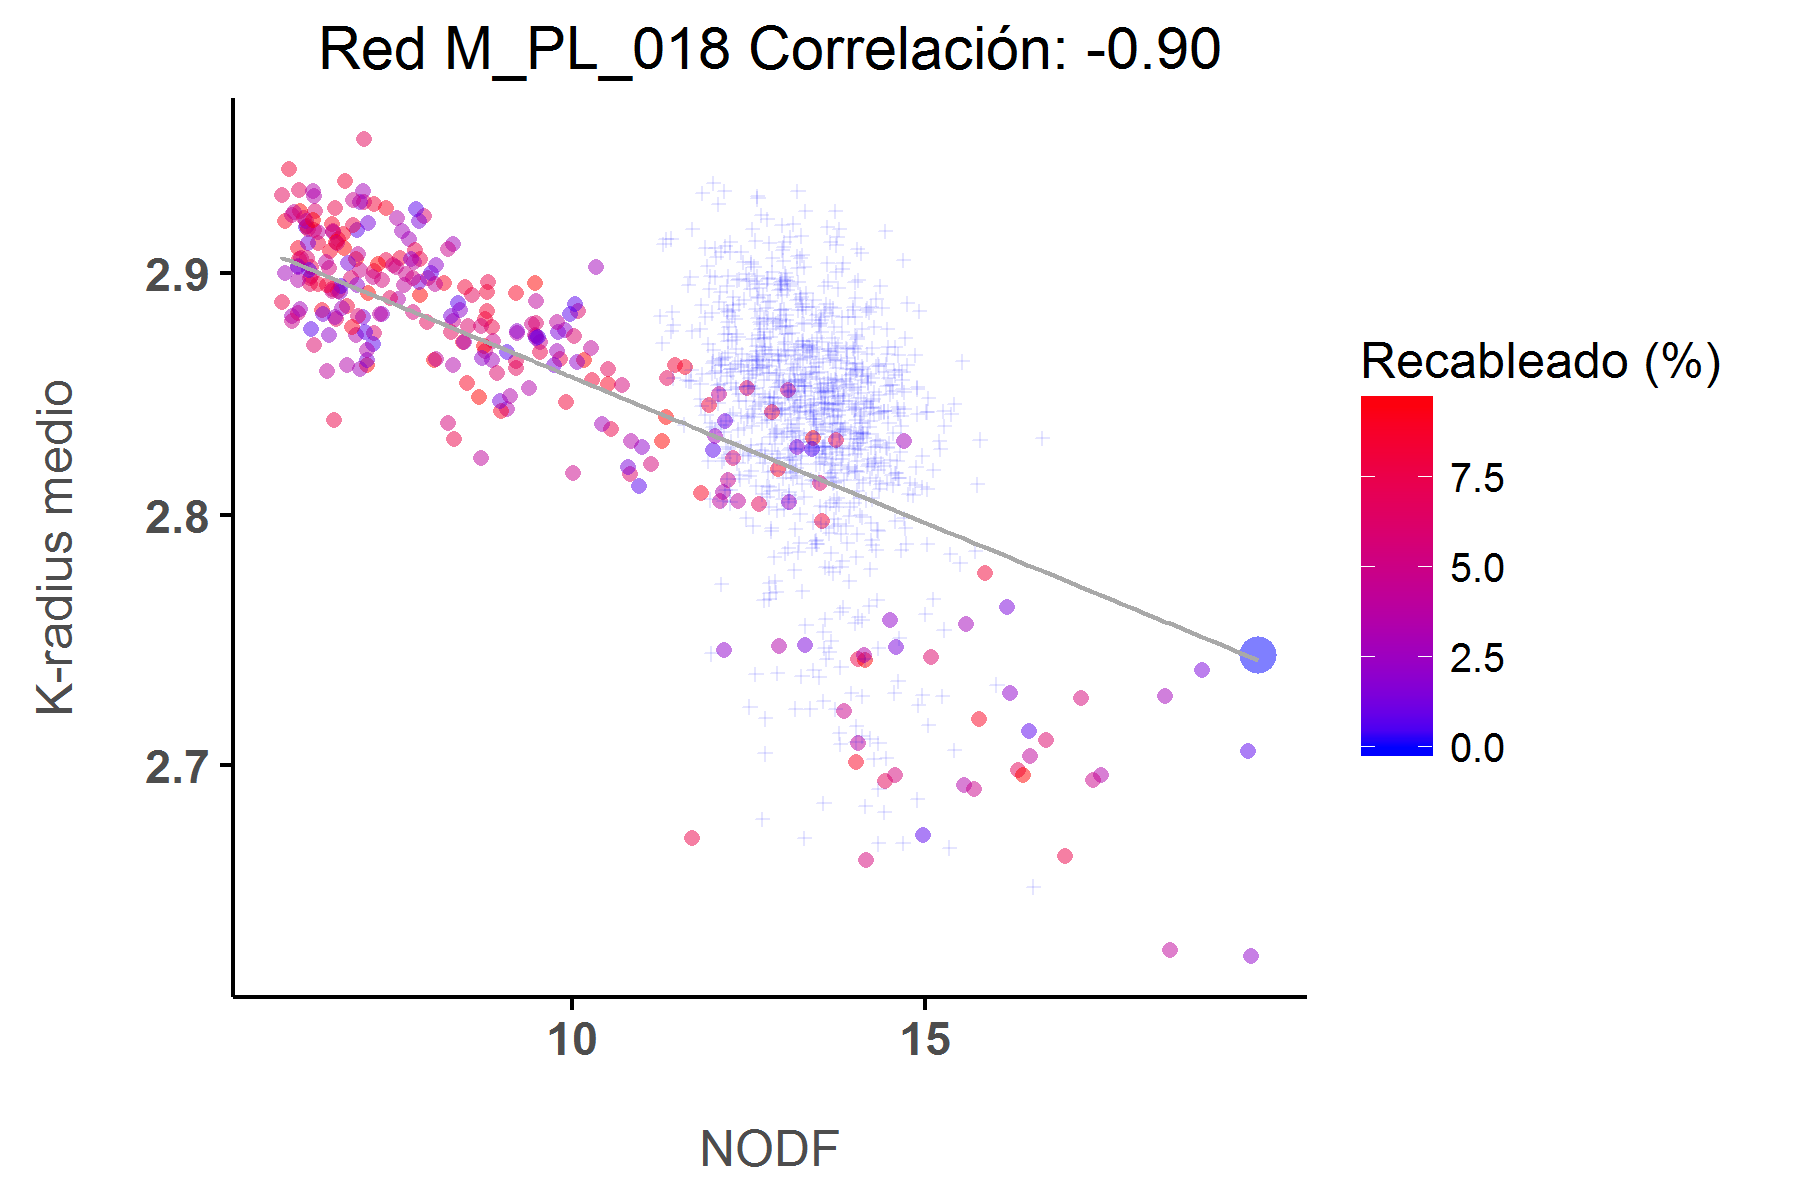 Red M_PL_018 Correlación: -0.90
K-radius medio
2.9
2.8
2.7
10
15
NODF
Recableado (%)
7.5
5.0
2.5
0.0